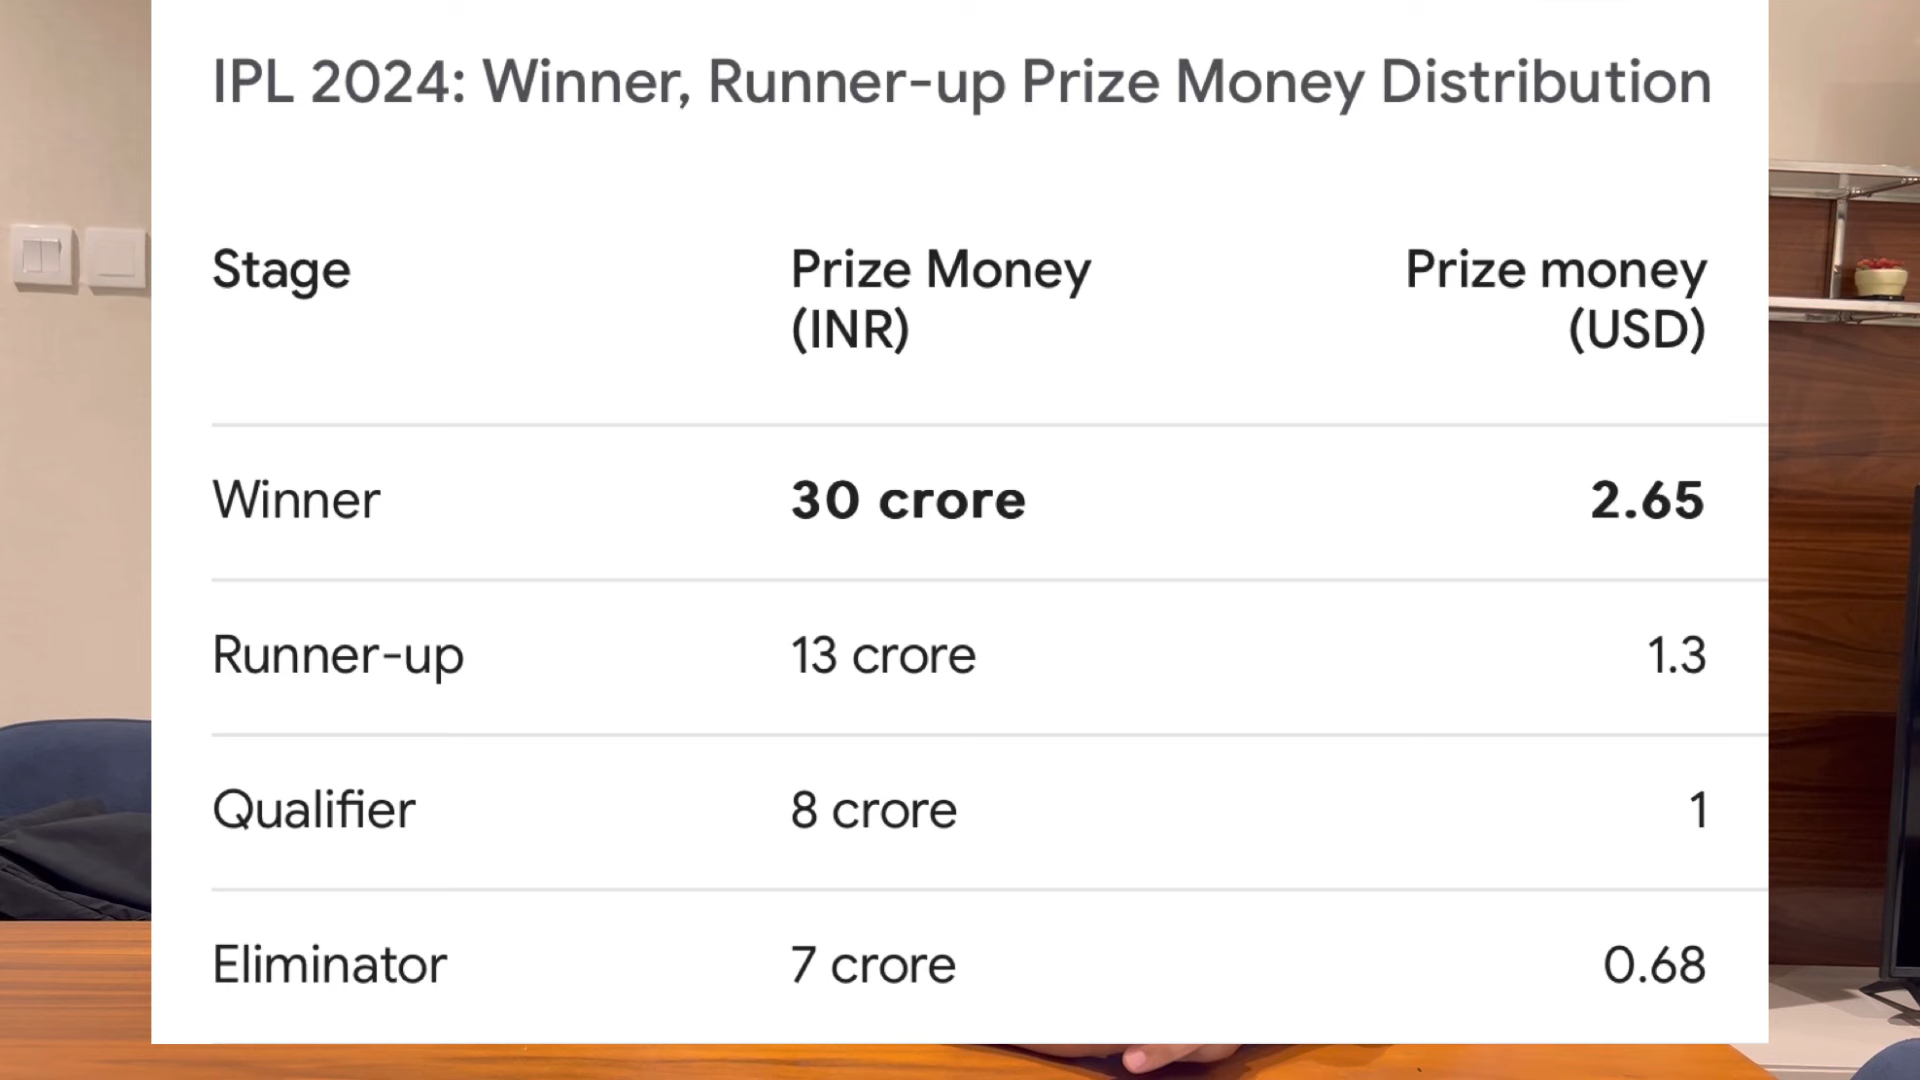 IPL 2024: Winner, Runner-up Prize Money Distribution
Stage
Prize Money
(INR)
Prize money
(USD)
Winner 30 crore 2.65
Runner-up 13 crore 1.3
Qualifier 8 crore 1
Eliminator 7 crore 0.68